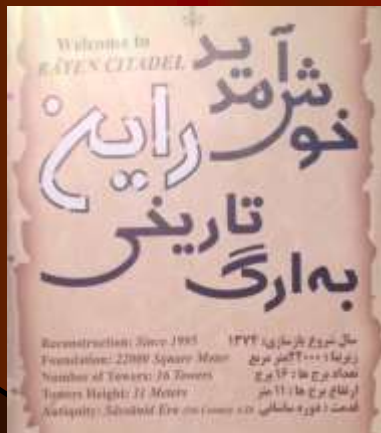 Welcome to
RAYEN CITADEL
خوش آمدید
به ارگ
تاریخی
راین
Reconstruction: Since 1995
سال شروع بازسازی: ۱۳۷۴
Foundation: 22000 Square Meter
زیربنا: ۲۲۰۰۰ متر مربع
Number of Towers: 16 Towers
تعداد برج ها: ۱۶ برج
Towers Height: 11 Meters
ارتفاع برج ها: ۱۱ متر
Antiquity: Sāsānid Era
قدمت: دوره ساسانی